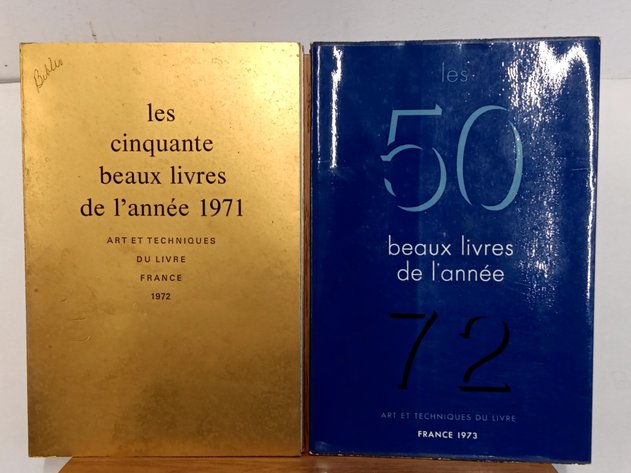 Biblio
les
cinquante
beaux livres
de l'année 1971
ART ET TECHNIQUES
DU LIVRE
FRANCE
1972
les
50
beaux livres
de l'année
72
ART ET TECHNIQUES DU LIVRE
FRANCE 1973